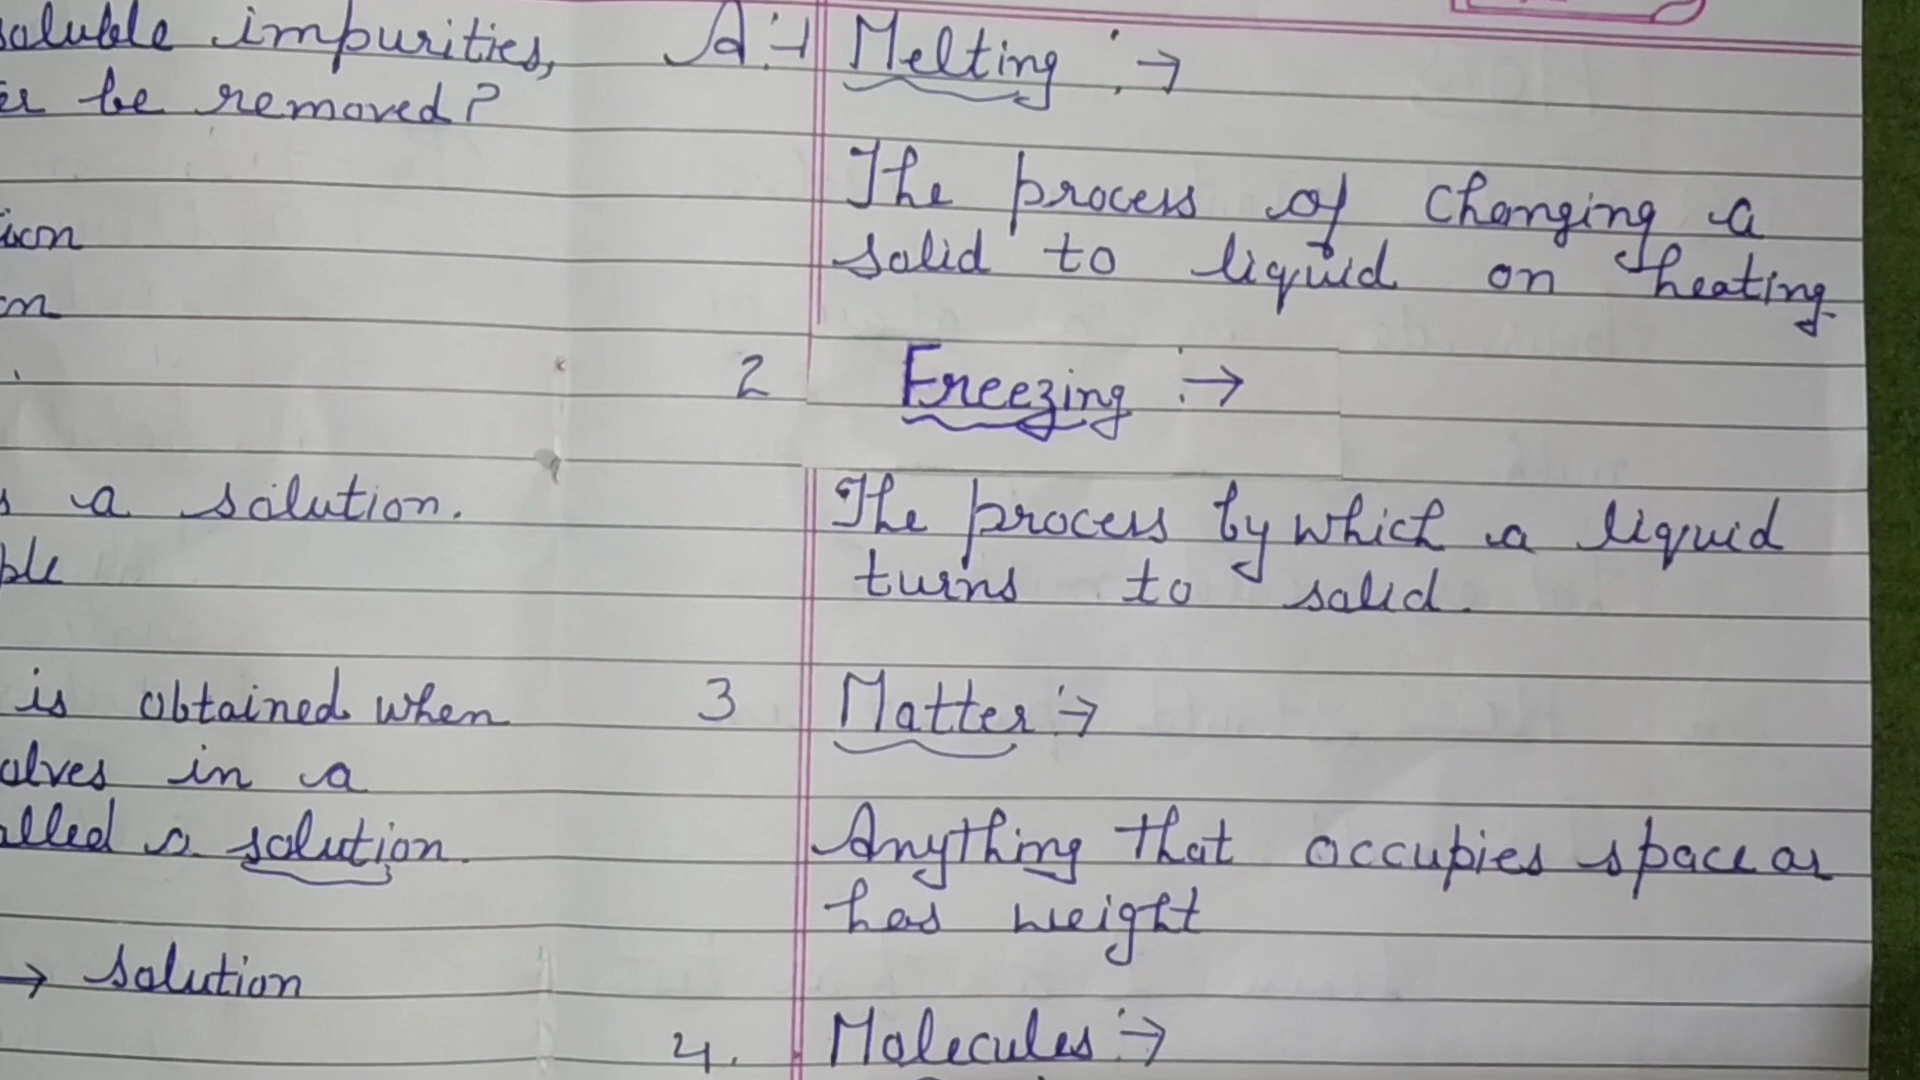 soluble impurities,
be removed?
s a solution.
is obtained when
olves in a
alled a solution.
→ solution
A:→ Melting :→
The process of Changing a
solid to liquid on heating.
2 Freezing :→
The process by which a liquid
turns to solid.
3 Matter :→
Anything that occupies space or
has weight
4. Molecules :→